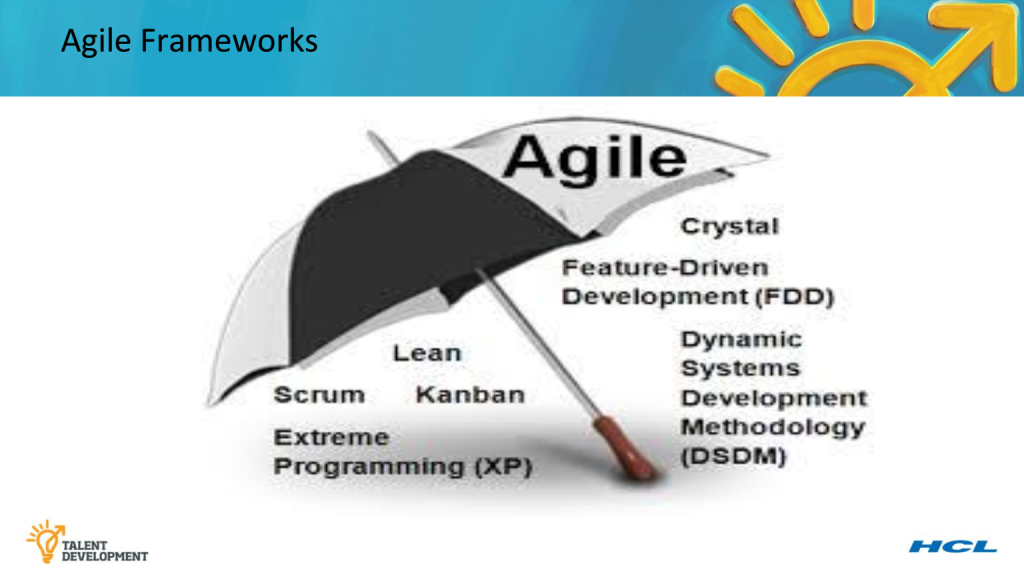 Agile Frameworks
Agile
Crystal
Feature-Driven
Development (FDD)
Lean
Scrum
Kanban
Extreme
Programming (XP)
Dynamic
Systems
Development
Methodology
(DSDM)
TALENT
DEVELOPMENT
HCL